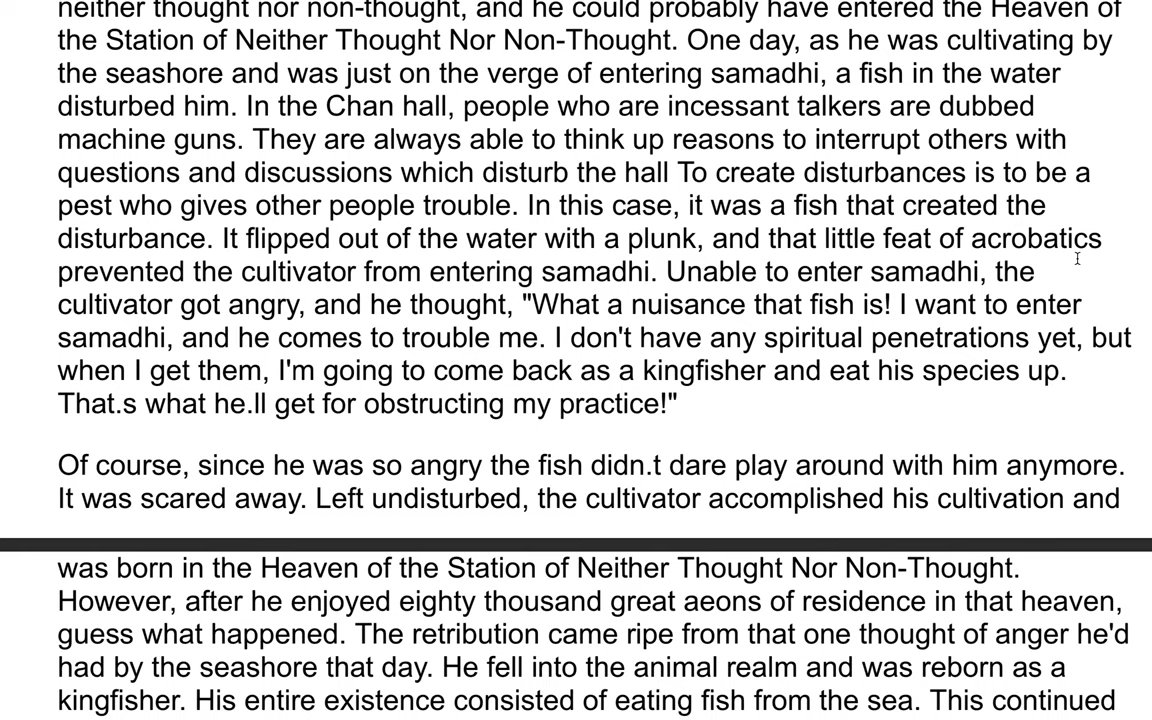 neither thought nor non-thought, and he could probably have entered the Heaven of
the Station of Neither Thought Nor Non-Thought. One day, as he was cultivating by
the seashore and was just on the verge of entering samadhi, a fish in the water
disturbed him. In the Chan hall, people who are incessant talkers are dubbed
machine guns. They are always able to think up reasons to interrupt others with
questions and discussions which disturb the hall To create disturbances is to be a
pest who gives other people trouble. In this case, it was a fish that created the
disturbance. It flipped out of the water with a plunk, and that little feat of acrobatics
prevented the cultivator from entering samadhi. Unable to enter samadhi, the
cultivator got angry, and he thought, "What a nuisance that fish is! I want to enter
samadhi, and he comes to trouble me. I don't have any spiritual penetrations yet, but
when I get them, I'm going to come back as a kingfisher and eat his species up.
That.s what he.ll get for obstructing my practice!"
Of course, since he was so angry the fish didn.t dare play around with him anymore.
It was scared away. Left undisturbed, the cultivator accomplished his cultivation and
was born in the Heaven of the Station of Neither Thought Nor Non-Thought.
However, after he enjoyed eighty thousand great aeons of residence in that heaven,
guess what happened. The retribution came ripe from that one thought of anger he'd
had by the seashore that day. He fell into the animal realm and was reborn as a
kingfisher. His entire existence consisted of eating fish from the sea. This continued